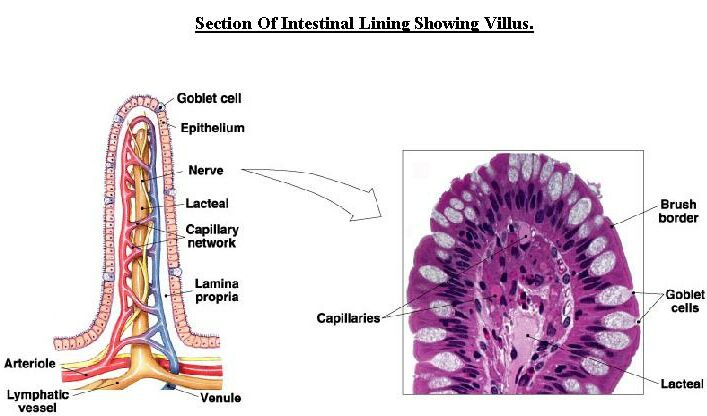 Section Of Intestinal Lining Showing Villus.
Goblet cell
Epithelium
Nerve
Lacteal
Capillary
network
Lamina
propria
Arteriole
Lymphatic
vessel
Venule
Brush
border
Goblet
cells
Capillaries
Lacteal